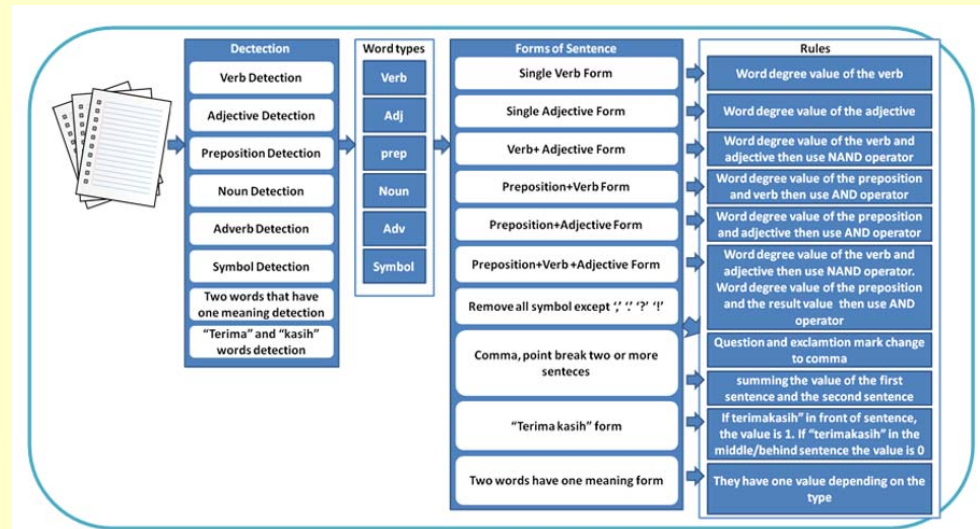 Dectection
Verb Detection
Adjective Detection
Preposition Detection
Noun Detection
Adverb Detection
Symbol Detection
Two words that have
one meaning detection
“Terima” and “kasih”
words detection
Word types
Verb
Adj
prep
Noun
Adv
Symbol
Forms of Sentence
Single Verb Form
Single Adjective Form
Verb+ Adjective Form
Preposition+Verb Form
Preposition+Adjective Form
Preposition+Verb +Adjective Form
Remove all symbol except ‘,’ ‘.’ ‘?’ ‘!’
Comma, point break two or more
senteces
“Terima kasih” form
Two words have one meaning form
Rules
Word degree value of the verb
Word degree value of the adjective
Word degree value of the verb and
adjective then use NAND operator
Word degree value of the preposition
and verb then use AND operator
Word degree value of the preposition
and adjective then use AND operator
Word degree value of the verb and
adjective then use NAND operator.
Word degree value of the preposition
and the result value then use AND
operator
Question and exclamtion mark change
to comma
summing the value of the first
sentence and the second sentence
If terimakasih” in front of sentence,
the value is 1. If “terimakasih” in the
middle/behind sentence the value is 0
They have one value depending on the
type